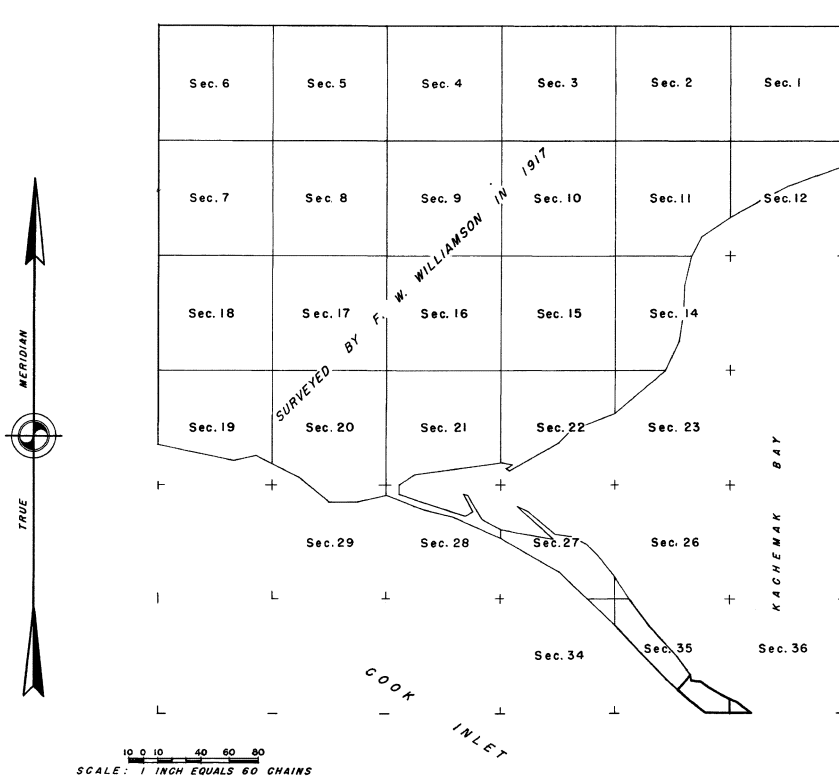 Sec. 6 Sec. 5 Sec. 4 Sec. 3 Sec. 2 Sec. 1
Sec. 7 Sec. 8 Sec. 9 Sec. 10 Sec. 11 Sec. 12
SURVEYED BY F. W. WILLIAMSON IN 1917
Sec. 18 Sec. 17 Sec. 16 Sec. 15 Sec. 14
Sec. 19 Sec. 20 Sec. 21 Sec. 22 Sec. 23
Sec. 29 Sec. 28 Sec. 27 Sec. 26
Sec. 34 Sec. 35 Sec. 36
TRUE MERIDIAN
KACHEMAK BAY
COOK INLET
10 0 10 40 60 80
SCALE: 1 INCH EQUALS 60 CHAINS